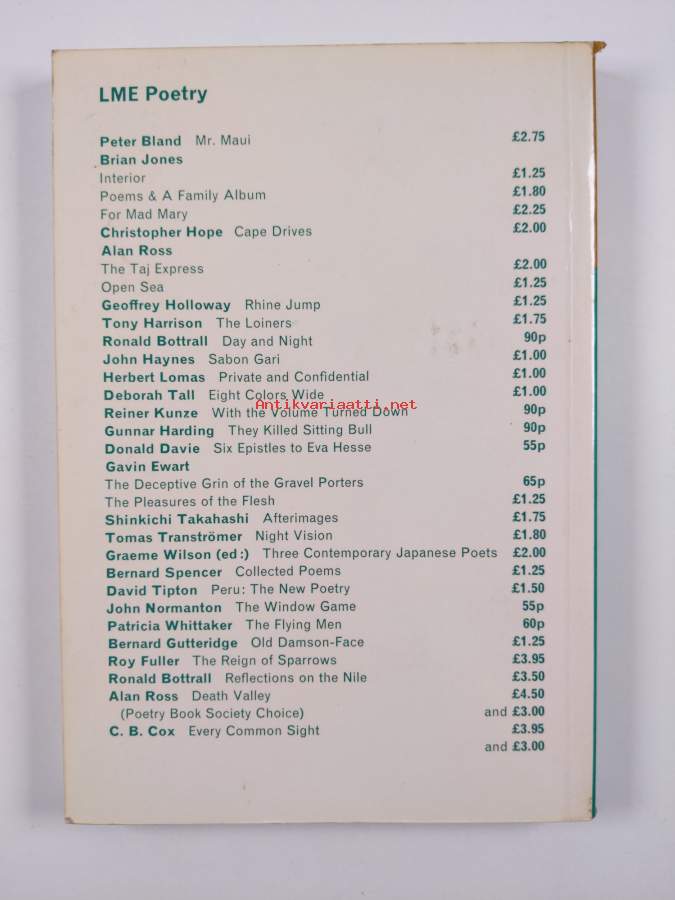 LME Poetry
Peter Bland Mr. Maui £2.75
Brian Jones
Interior £1.25
Poems & A Family Album £1.80
For Mad Mary £2.25
Christopher Hope Cape Drives £2.00
Alan Ross
The Taj Express £2.00
Open Sea £1.25
Geoffrey Holloway Rhine Jump £1.25
Tony Harrison The Loiners £1.75
Ronald Bottrall Day and Night 90p
John Haynes Sabon Gari £1.00
Herbert Lomas Private and Confidential £1.00
Deborah Tall Eight Colors Wide £1.00
Antikvariaatti.net
Reiner Kunze With the Volume Turned Down 90p
Gunnar Harding They Killed Sitting Bull 90p
Donald Davie Six Epistles to Eva Hesse 55p
Gavin Ewart
The Deceptive Grin of the Gravel Porters 65p
The Pleasures of the Flesh £1.25
Shinkichi Takahashi Afterimages £1.75
Tomas Tranströmer Night Vision £1.80
Graeme Wilson (ed:) Three Contemporary Japanese Poets £2.00
Bernard Spencer Collected Poems £1.25
David Tipton Peru: The New Poetry £1.50
John Normanton The Window Game 55p
Patricia Whittaker The Flying Men 60p
Bernard Gutteridge Old Damson-Face £1.25
Roy Fuller The Reign of Sparrows £3.95
Ronald Bottrall Reflections on the Nile £3.50
Alan Ross Death Valley £4.50
(Poetry Book Society Choice) and £3.00
C. B. Cox Every Common Sight £3.95
and £3.00